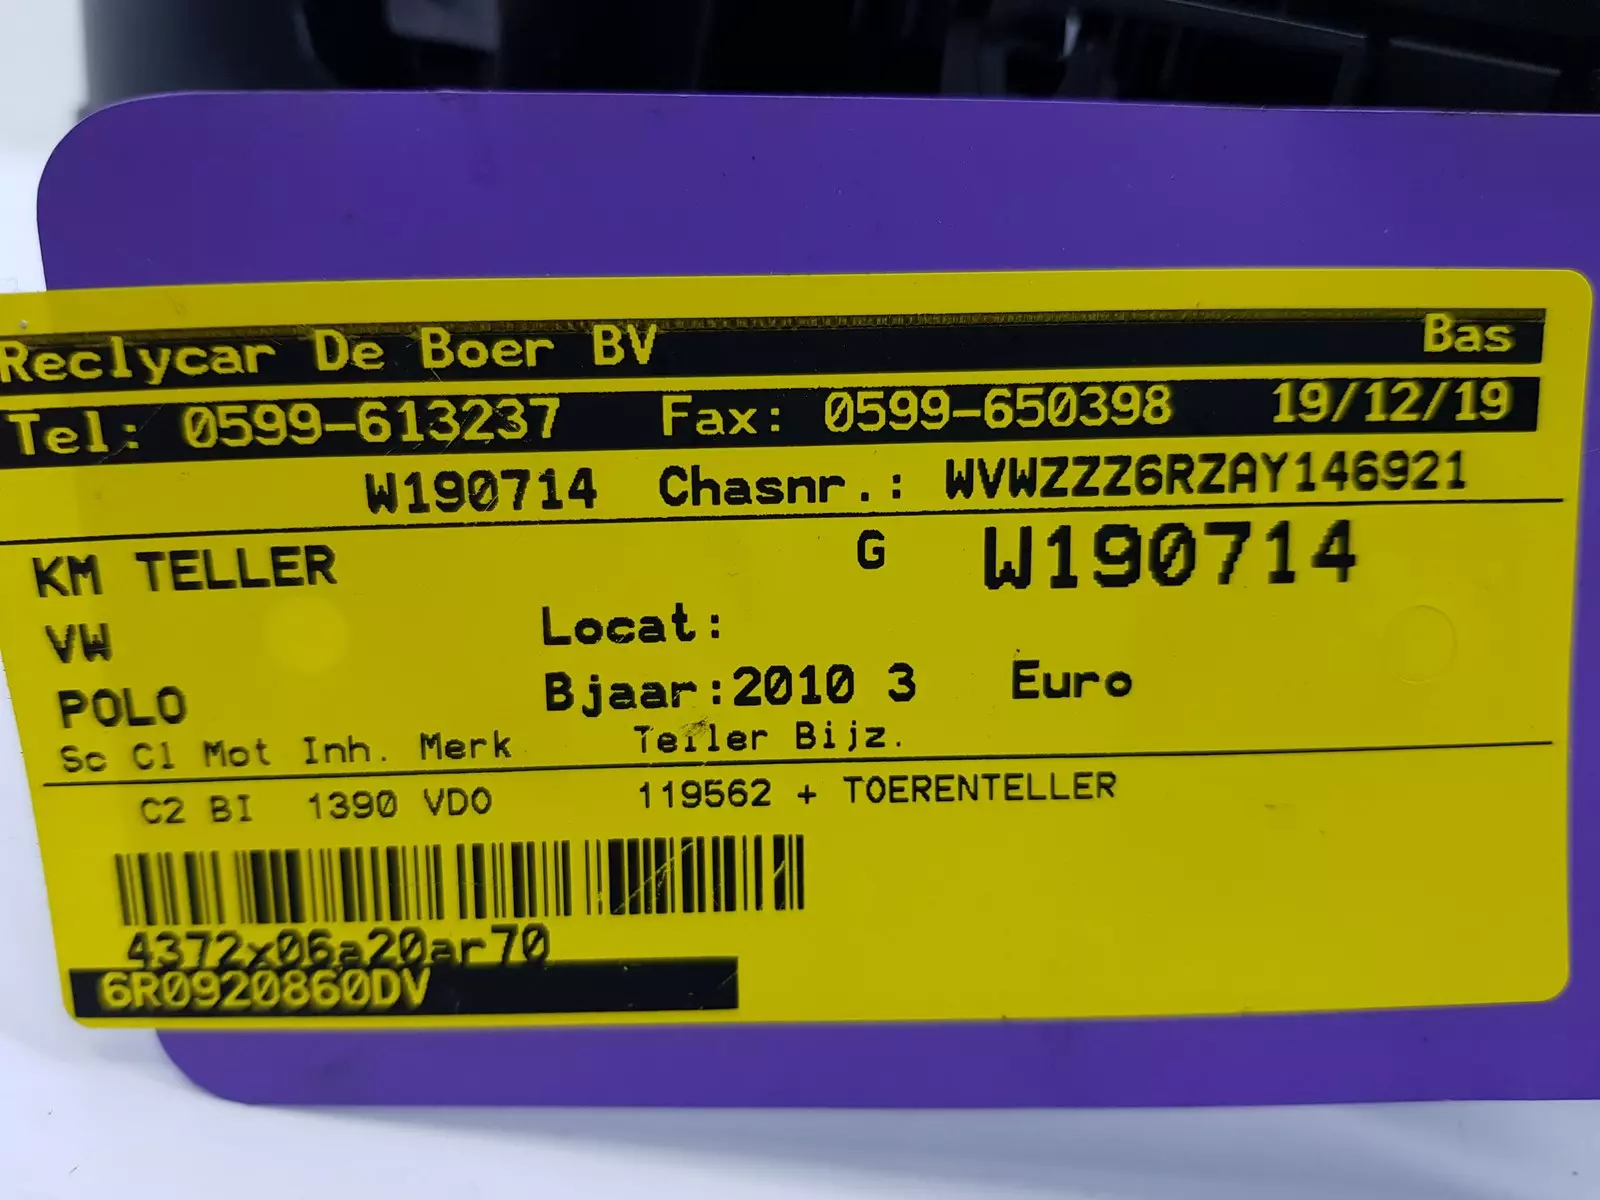 Reclycar De Boer BV Bas
Tel: 0599-613237 Fax: 0599-650398 19/12/19
W190714 Chasnr.: WVWZZZ6RZAY146921
KM TELLER G W190714
VW Locat:
POLO Bjaar:2010 3 Euro
Sc Cl Mot Inh. Merk Teller Bijz.
C2 BI 1390 VDO 119562 + TOERENTELLER
4372x06a20ar70
6R0920860DV